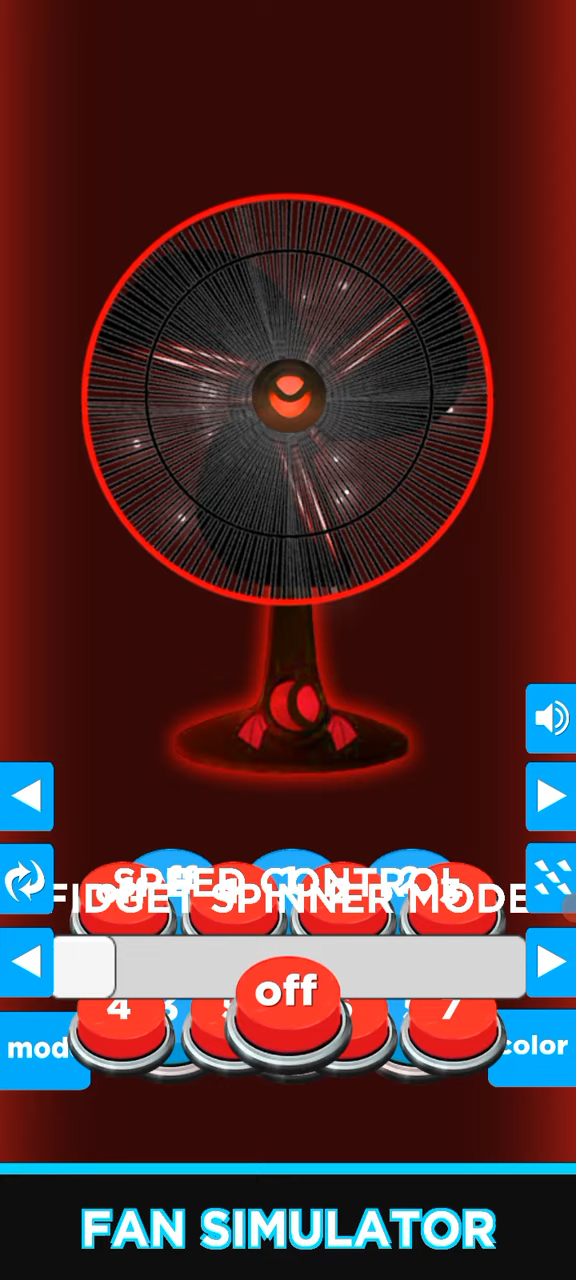 SPEED CONTROL
FIDGET SPINNER MODE
off
4
7
mod
color
FAN SIMULATOR